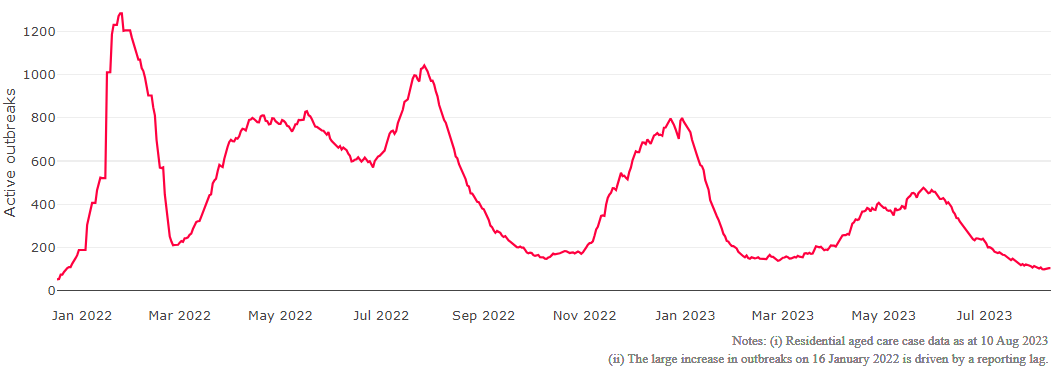 Active outbreaks
1200
1000
800
600
400
200
0
Jan 2022 Mar 2022 May 2022 Jul 2022 Sep 2022 Nov 2022 Jan 2023 Mar 2023 May 2023 Jul 2023
Notes: (i) Residential aged care case data as at 10 Aug 2023
(ii) The large increase in outbreaks on 16 January 2022 is driven by a reporting lag.